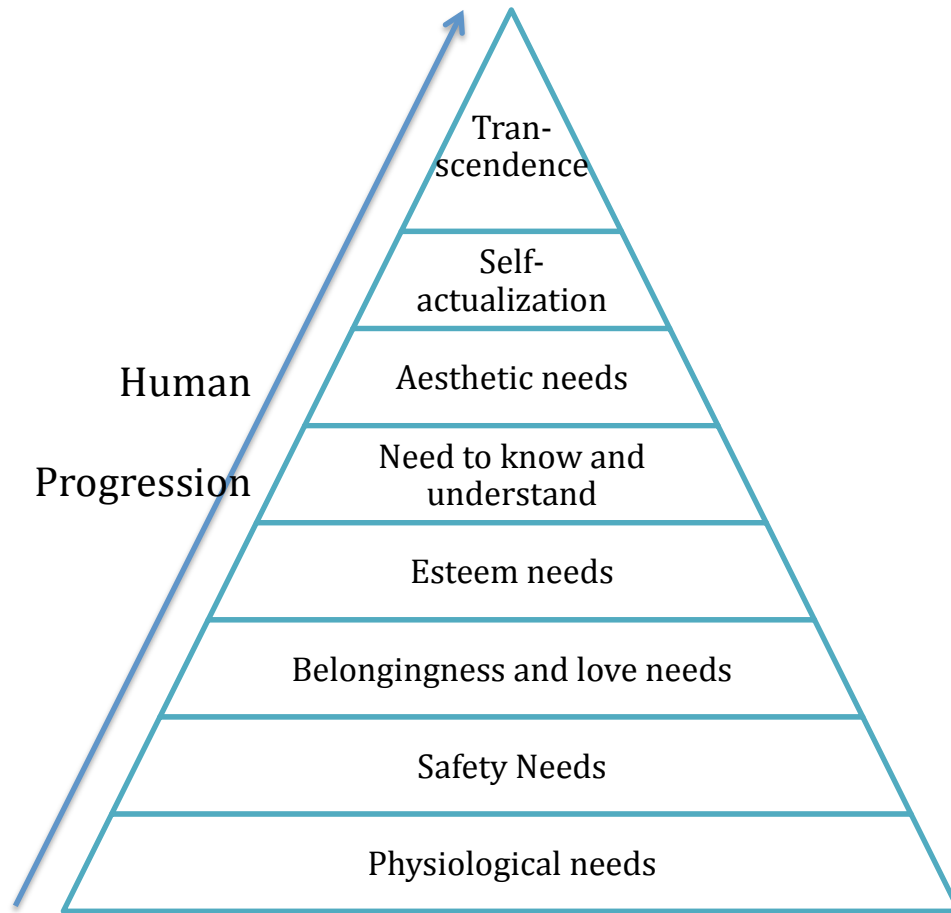 Tran-
scendence
Self-
actualization
Human
Aesthetic needs
Progression
Need to know and
understand
Esteem needs
Belongingness and love needs
Safety Needs
Physiological needs